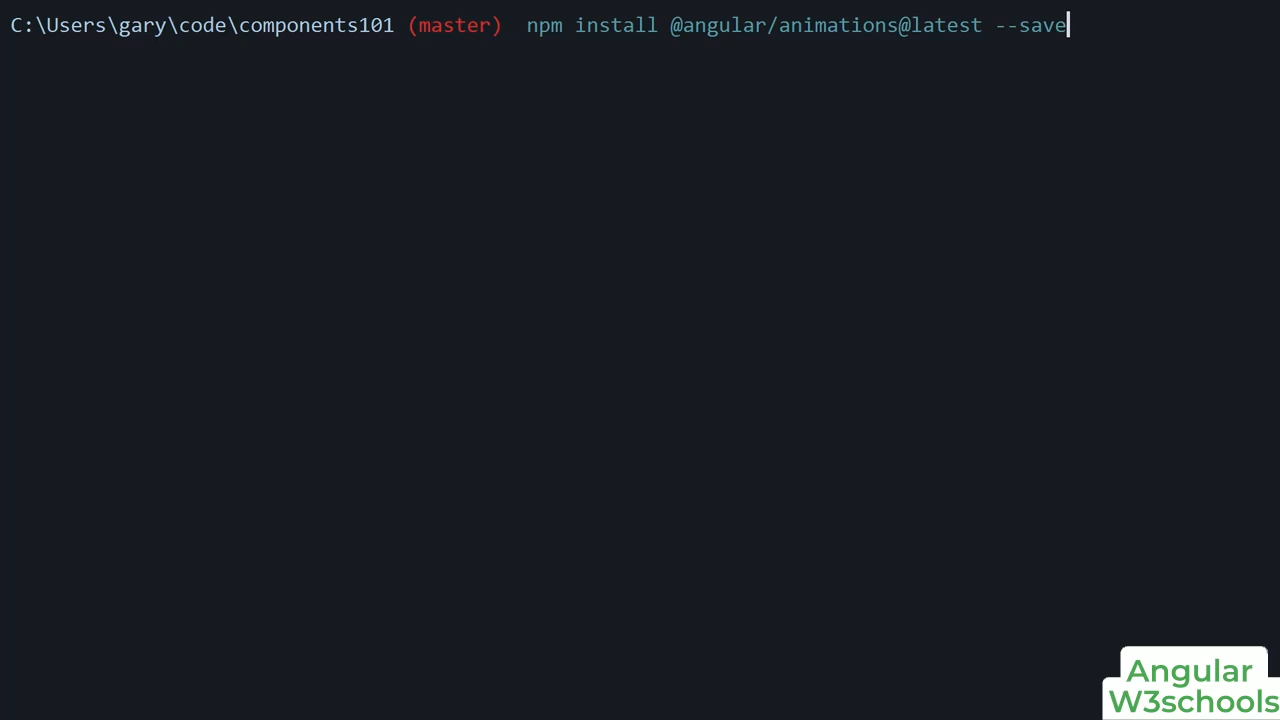 C:\Users\gary\code\components101 (master)  npm install @angular/animations@latest --save
Angular
W3schools